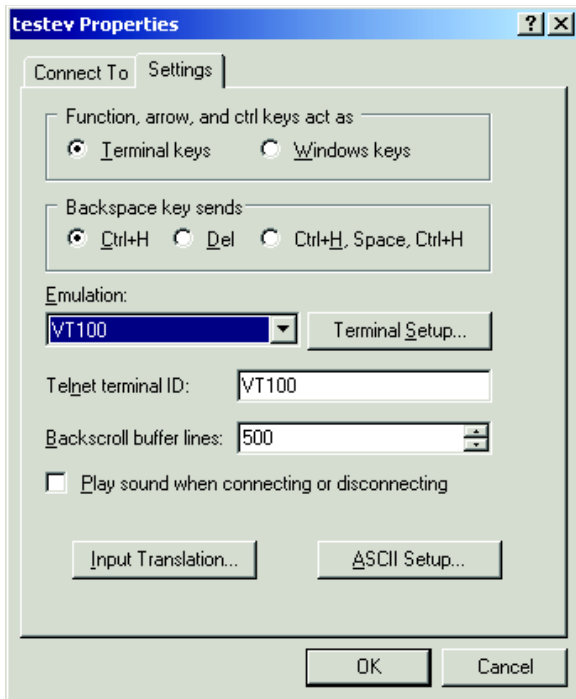 testev Properties
Connect To Settings
Function, arrow, and ctrl keys act as
Terminal keys Windows keys
Backspace key sends
Ctrl+H Del Ctrl+H, Space, Ctrl+H
Emulation:
VT100 Terminal Setup...
Telnet terminal ID: VT100
Backscroll buffer lines: 500
Play sound when connecting or disconnecting
Input Translation... ASCII Setup...
OK Cancel